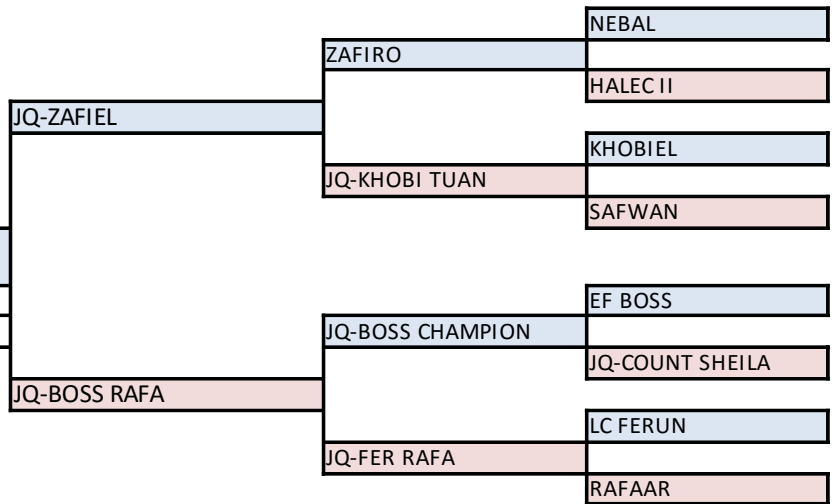 NEBAL
ZAFIRO
HALEC II
JQ-ZAFIEL
KHOBIEL
JQ-KHOBI TUAN
SAFWAN
EF BOSS
JQ-BOSS CHAMPION
JQ-COUNT SHEILA
JQ-BOSS RAFA
LC FERUN
JQ-FER RAFA
RAFAAR